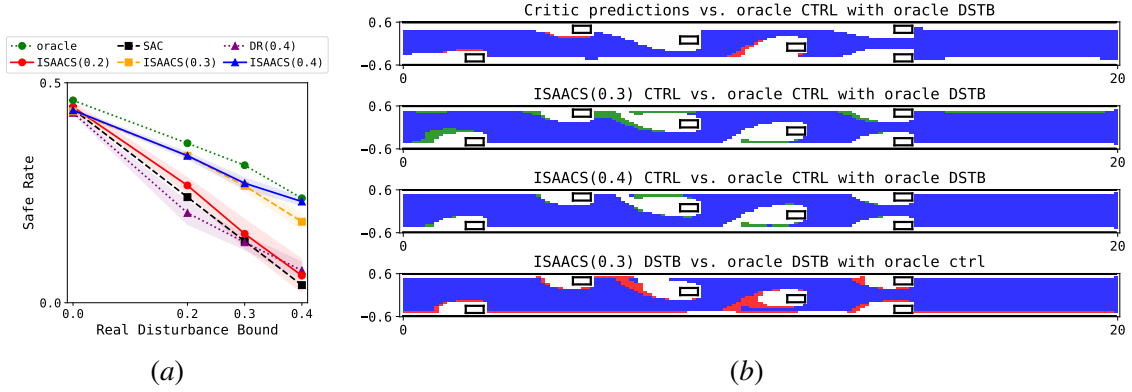 oracle SAC DR(0.4)
ISAACS(0.2) ISAACS(0.3) ISAACS(0.4)
0.5
Safe Rate
0.0
0.0 0.2 0.3 0.4
Real Disturbance Bound
(a)
Critic predictions vs. oracle CTRL with oracle DSTB
0.6
−0.6
0 20
ISAACS(0.3) CTRL vs. oracle CTRL with oracle DSTB
0.6
−0.6
0 20
ISAACS(0.4) CTRL vs. oracle CTRL with oracle DSTB
0.6
−0.6
0 20
ISAACS(0.3) DSTB vs. oracle DSTB with oracle ctrl
0.6
−0.6
0 20
(b)